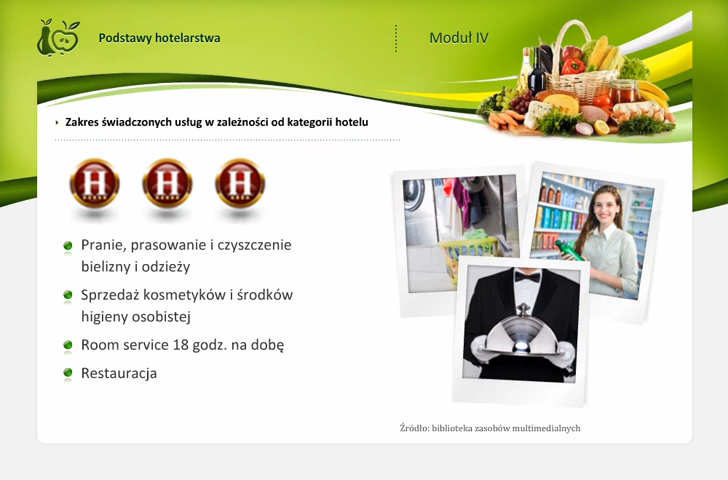 Podstawy hotelarstwa
Moduł IV
Zakres świadczonych usług w zależności od kategorii hotelu
H H H
Pranie, prasowanie i czyszczenie
bielizny i odzieży
Sprzedaż kosmetyków i środków
higieny osobistej
Room service 18 godz. na dobę
Restauracja
Źródło: biblioteka zasobów multimedialnych